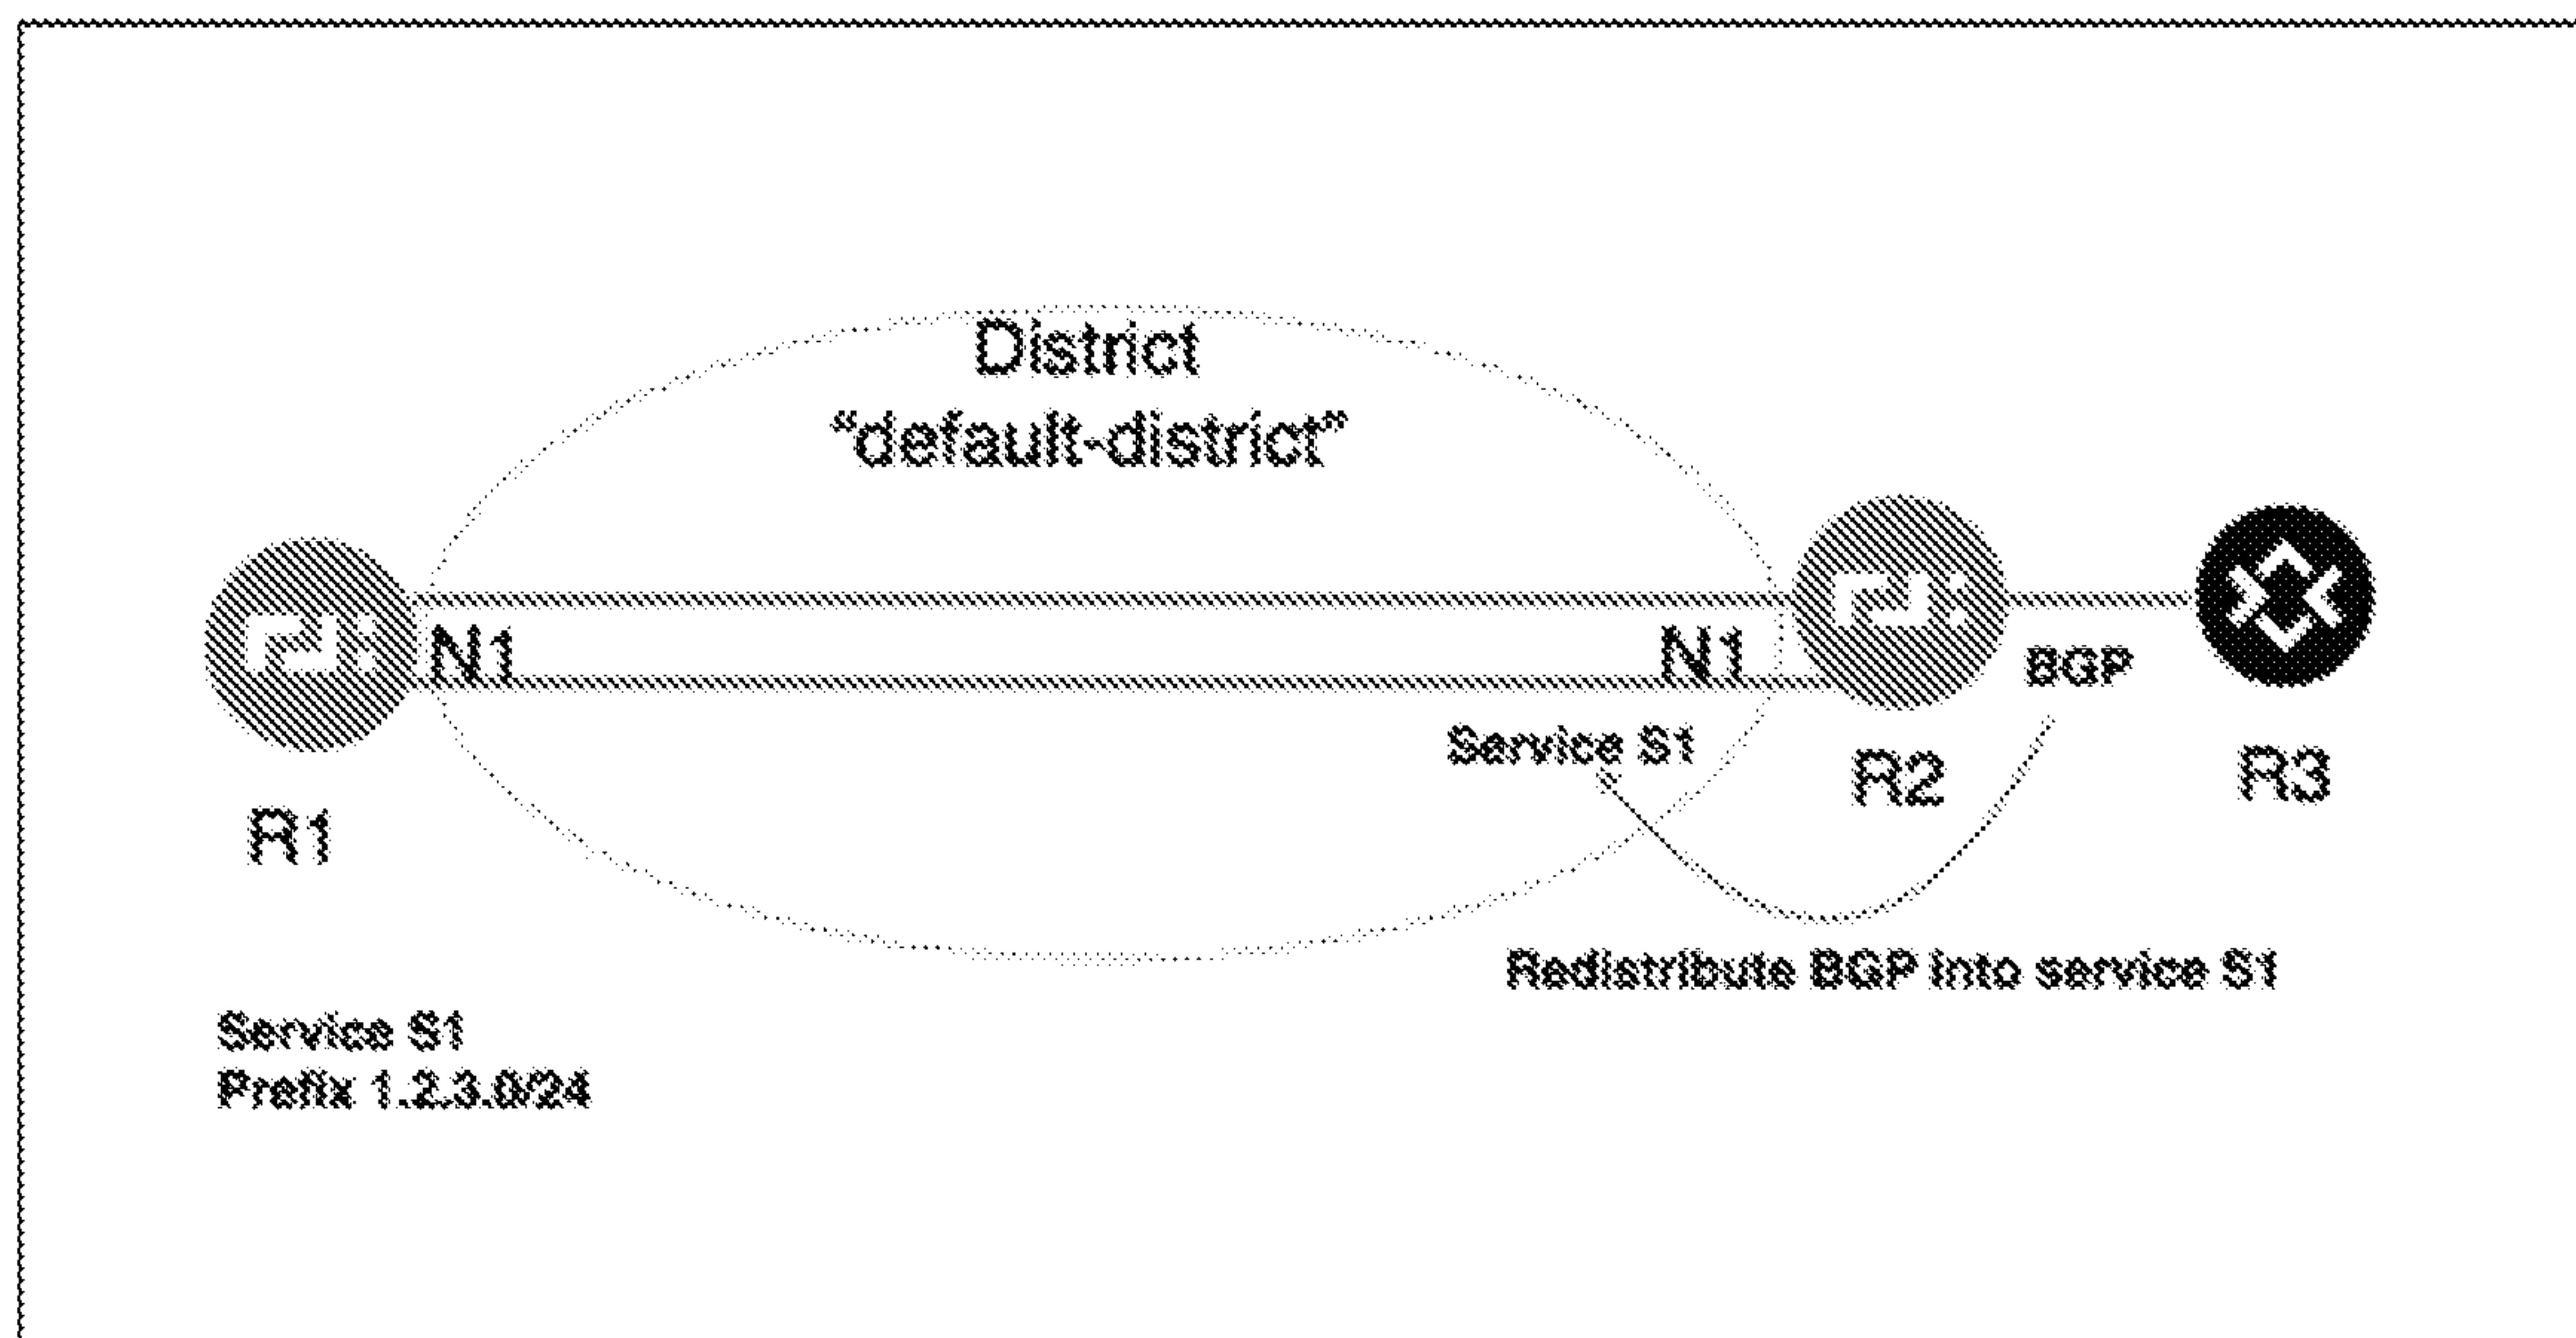 District
“default-district”
N1
N1
BGP
Service S1
R2
R3
R1
Redistribute BGP into service S1
Service S1
Prefix 1.2.3.0/24